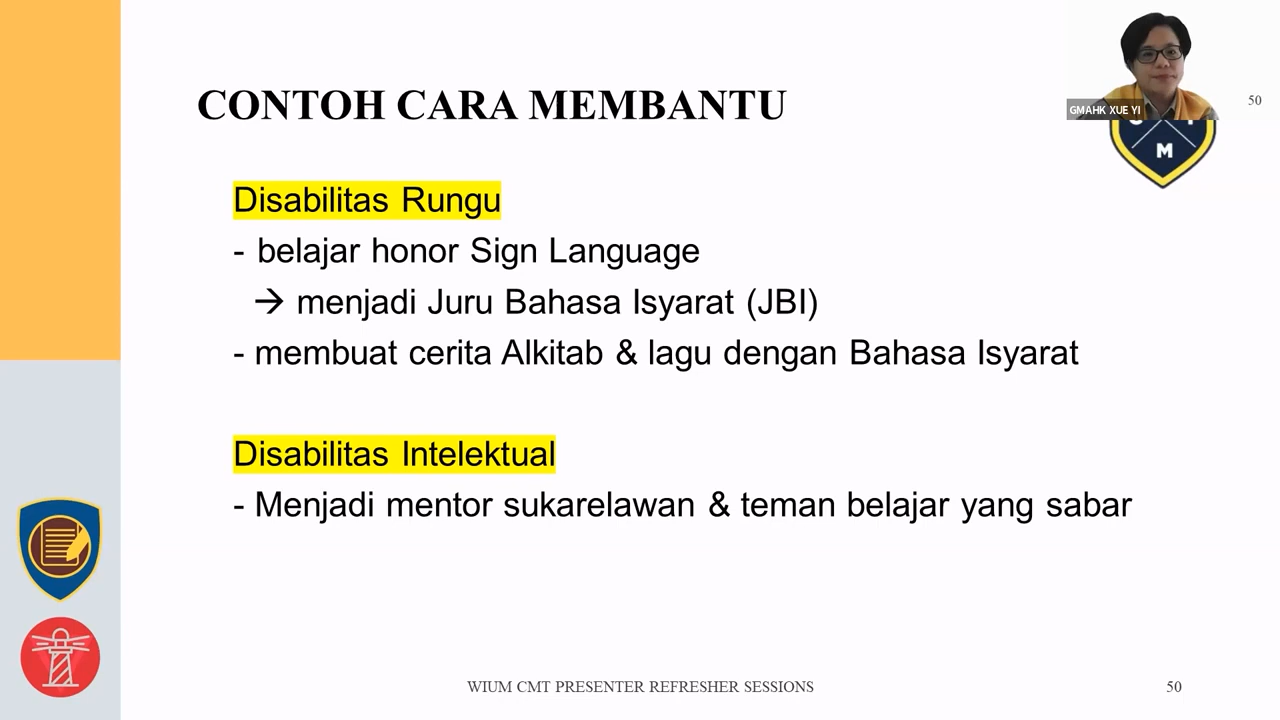 CONTOH CARA MEMBANTU
GMAHK XUE YI
50
M
Disabilitas Rungu
- belajar honor Sign Language
→ menjadi Juru Bahasa Isyarat (JBI)
- membuat cerita Alkitab & lagu dengan Bahasa Isyarat
Disabilitas Intelektual
- Menjadi mentor sukarelawan & teman belajar yang sabar
WIUM CMT PRESENTER REFRESHER SESSIONS
50